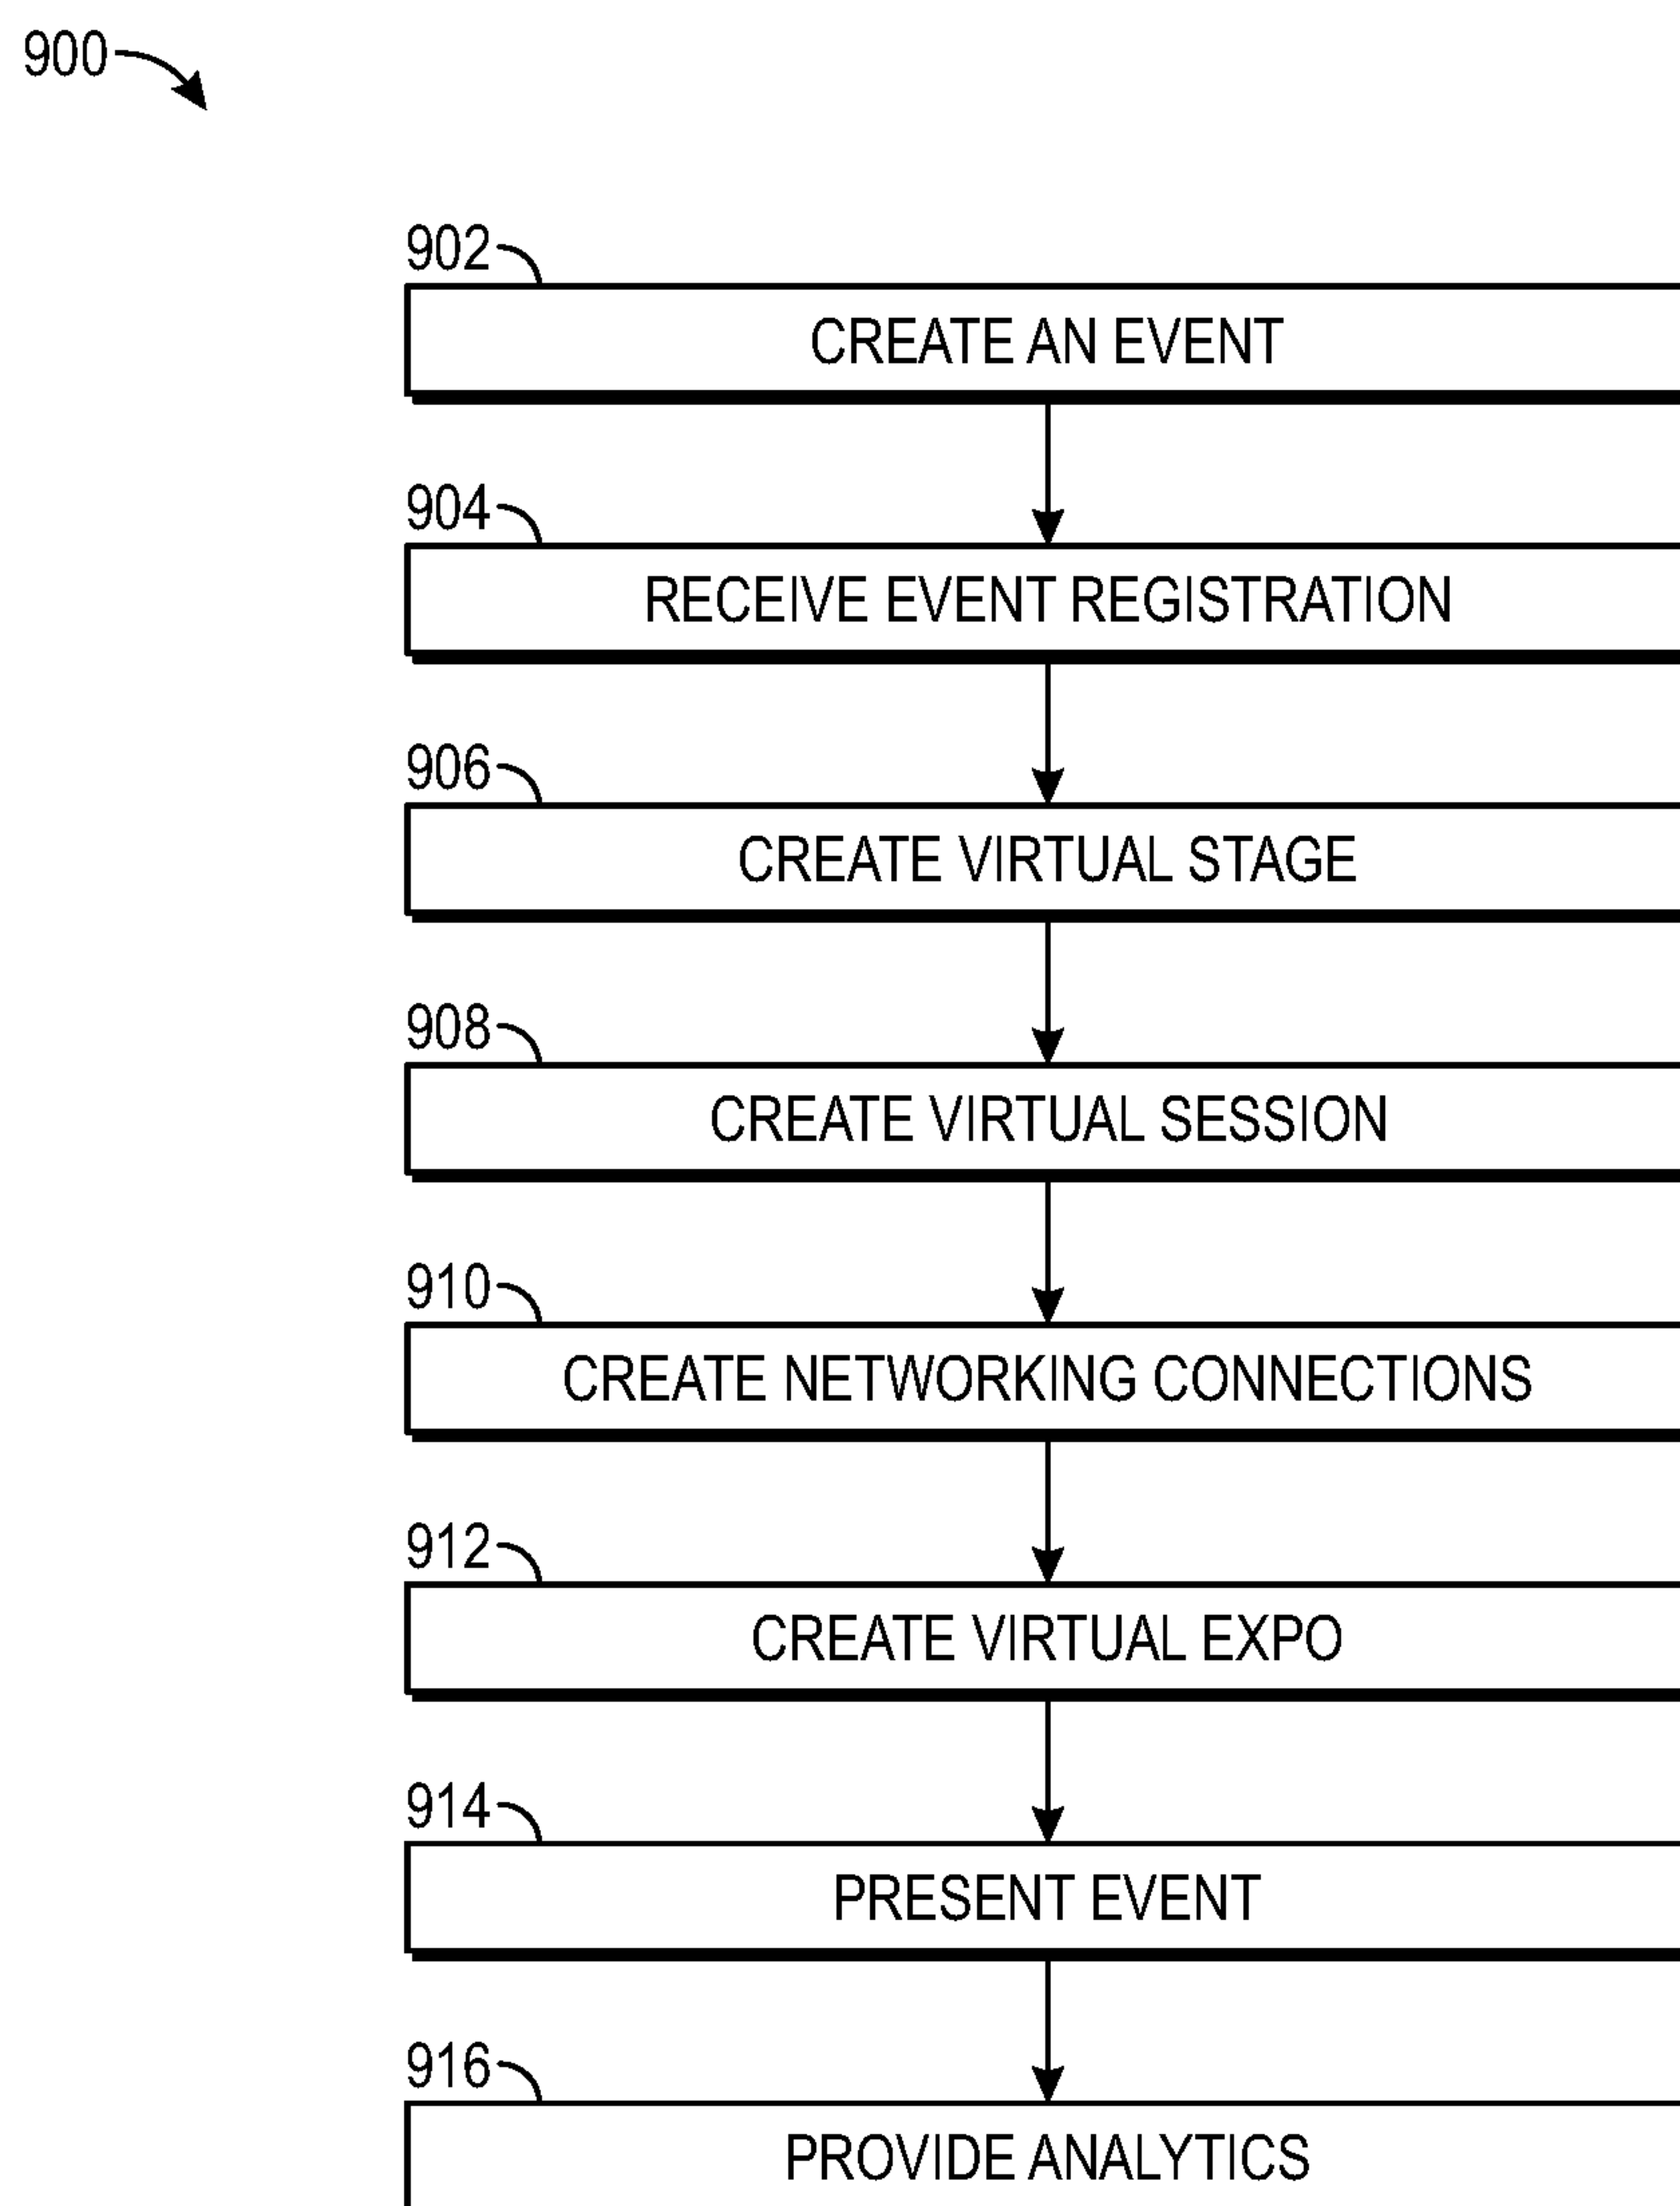 900
902
CREATE AN EVENT
904
RECEIVE EVENT REGISTRATION
906
CREATE VIRTUAL STAGE
908
CREATE VIRTUAL SESSION
910
CREATE NETWORKING CONNECTIONS
912
CREATE VIRTUAL EXPO
914
PRESENT EVENT
916
PROVIDE ANALYTICS